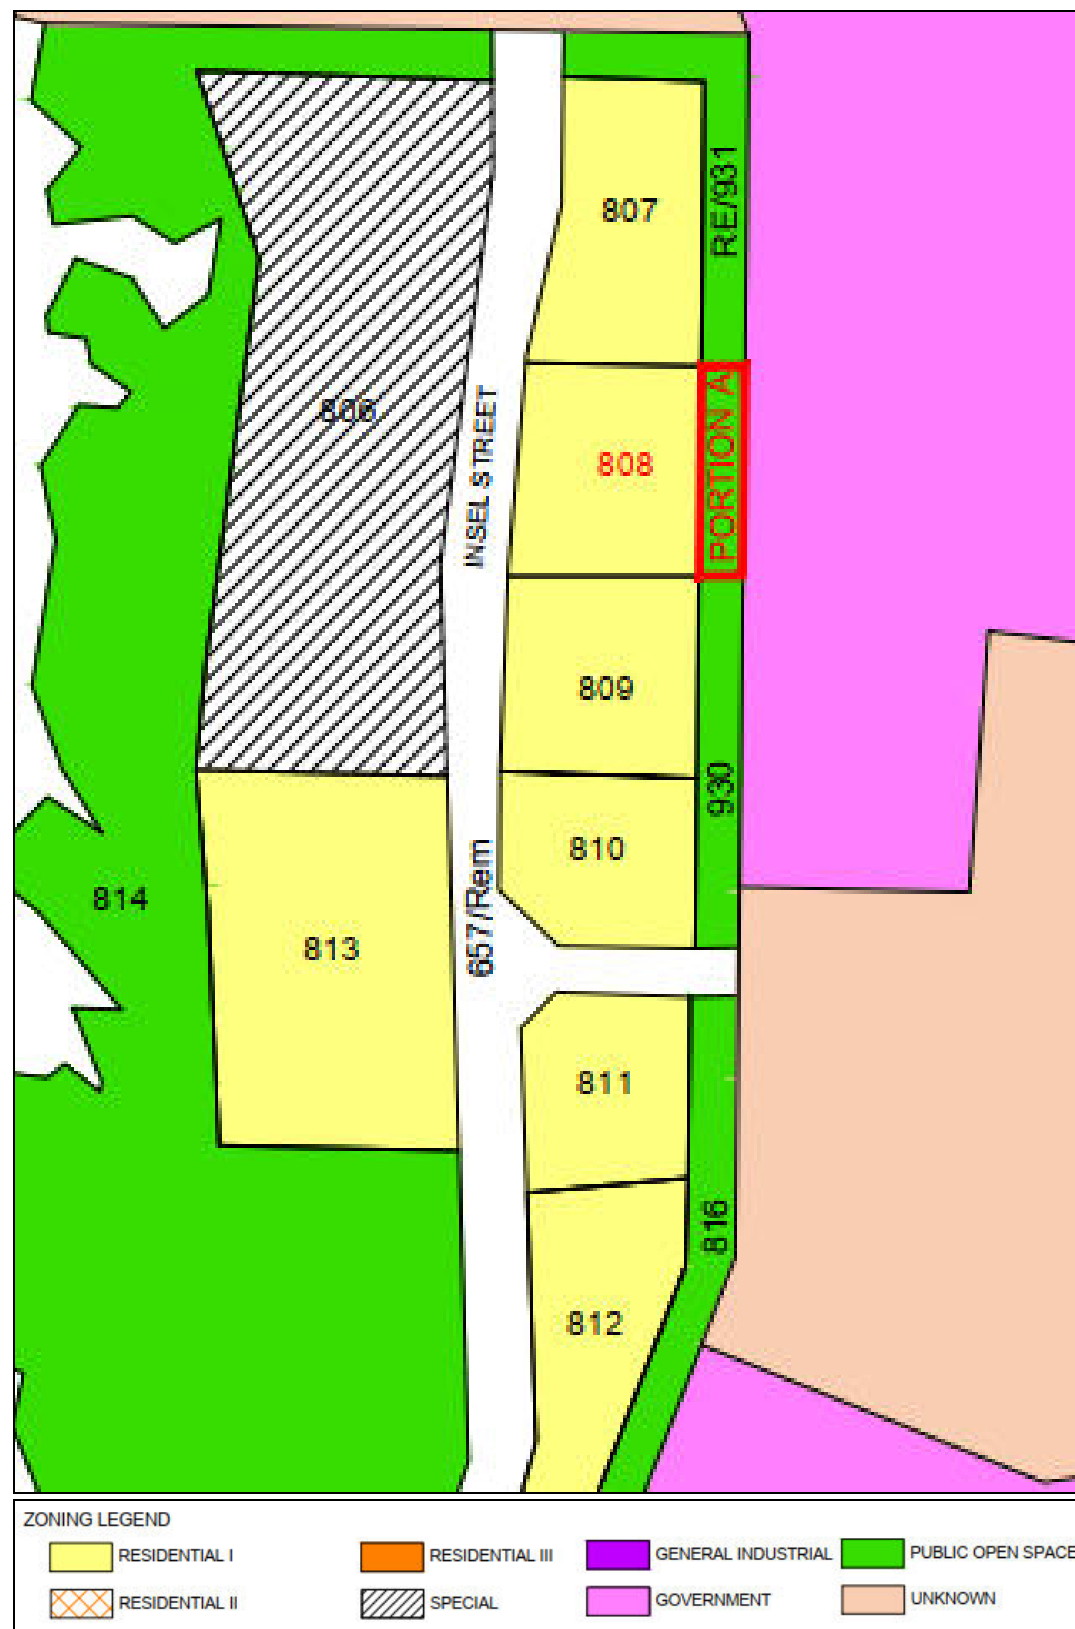 807
RE/931
PORTION A
808
INSEL STREET
809
930
810
657/Rem
814
813
811
816
812
ZONING LEGEND
RESIDENTIAL I
RESIDENTIAL III
GENERAL INDUSTRIAL
PUBLIC OPEN SPACE
RESIDENTIAL II
SPECIAL
GOVERNMENT
UNKNOWN